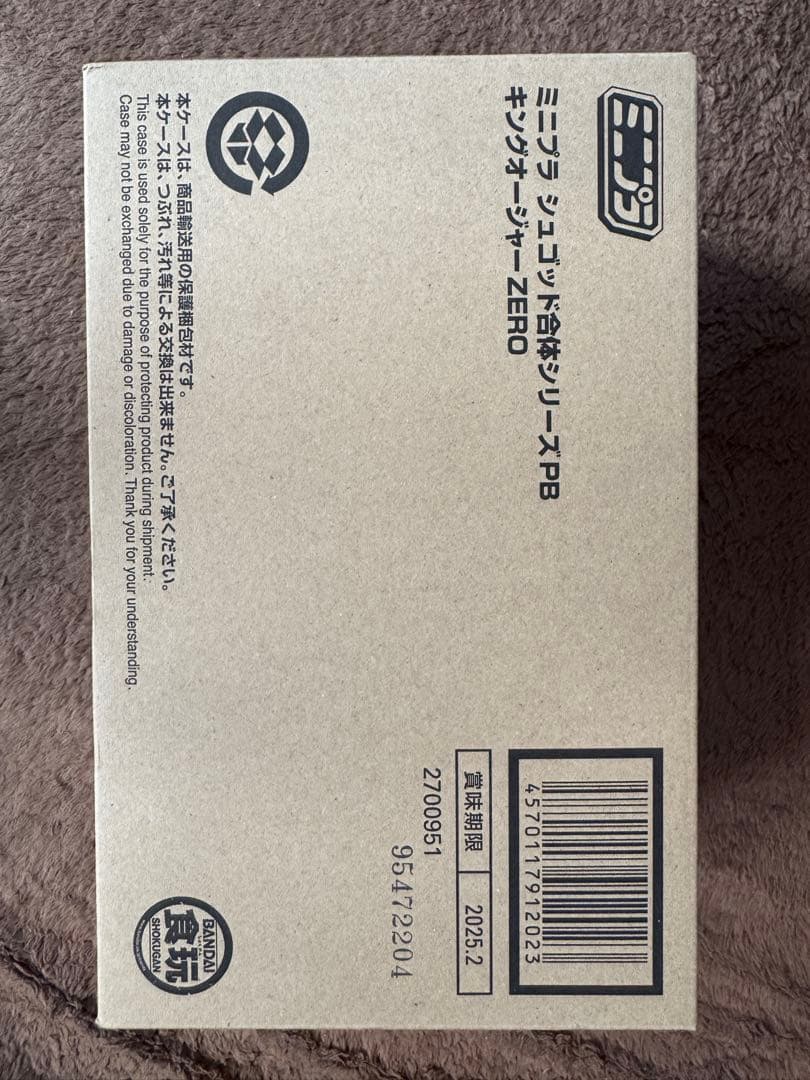 ミニプラ
ミニプラ シュゴッド合体シリーズPB
キングオージャーZERO
本ケースは、商品輸送用の保護梱包材です。
本ケースは、つぶれ、汚れ等による交換は出来ません。ご了承ください。
This case is used solely for the purpose of protecting product during shipment.
Case may not be exchanged due to damage or discoloration. Thank you for your understanding.
4570117912023
賞味期限 2025.2
2700951
95472204
BANDAI
食玩
SHOKUGAN